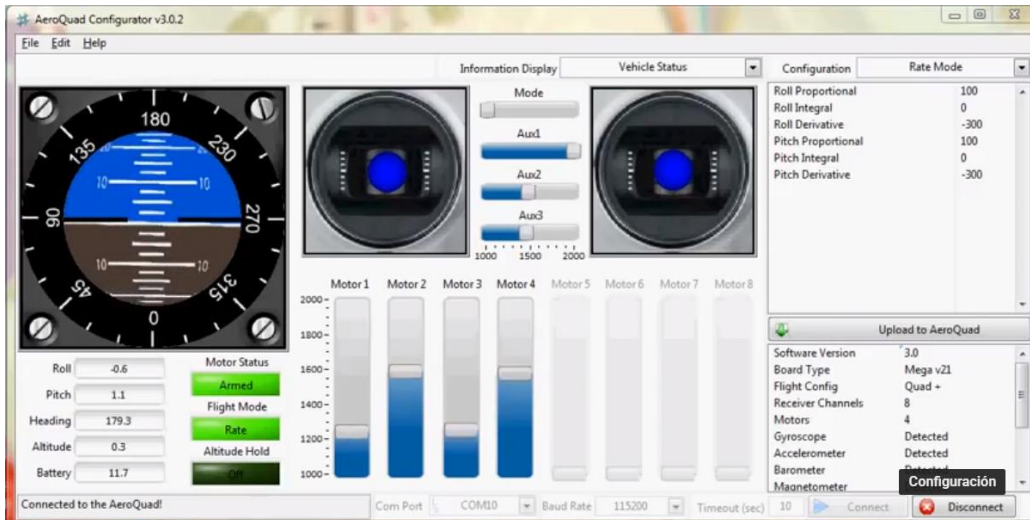 AeroQuad Configurator v3.0.2
File Edit Help
Information Display Vehicle Status Configuration Rate Mode
180
135 230
20 20
10 10
90 270
10 10
45 315
0
Mode
Aux1
Aux2
Aux3
1000 1500 2000
Roll Proportional 100
Roll Integral 0
Roll Derivative -300
Pitch Proportional 100
Pitch Integral 0
Pitch Derivative -300
Upload to AeroQuad
Motor 1 Motor 2 Motor 3 Motor 4 Motor 5 Motor 6 Motor 7 Motor 8
2000
1800
1600
1400
1200
1000
Roll -0.6
Pitch 1.1
Heading 179.3
Altitude 0.3
Battery 11.7
Motor Status
Armed
Flight Mode
Rate
Altitude Hold
Off
Software Version 3.0
Board Type Mega v21
Flight Config Quad +
Receiver Channels 8
Motors 4
Gyroscope Detected
Accelerometer Detected
Barometer Detected
Magnetometer
Configuración
Connected to the AeroQuad! Com Port COM10 Baud Rate 115200 Timeout (sec) 10 Connect Disconnect